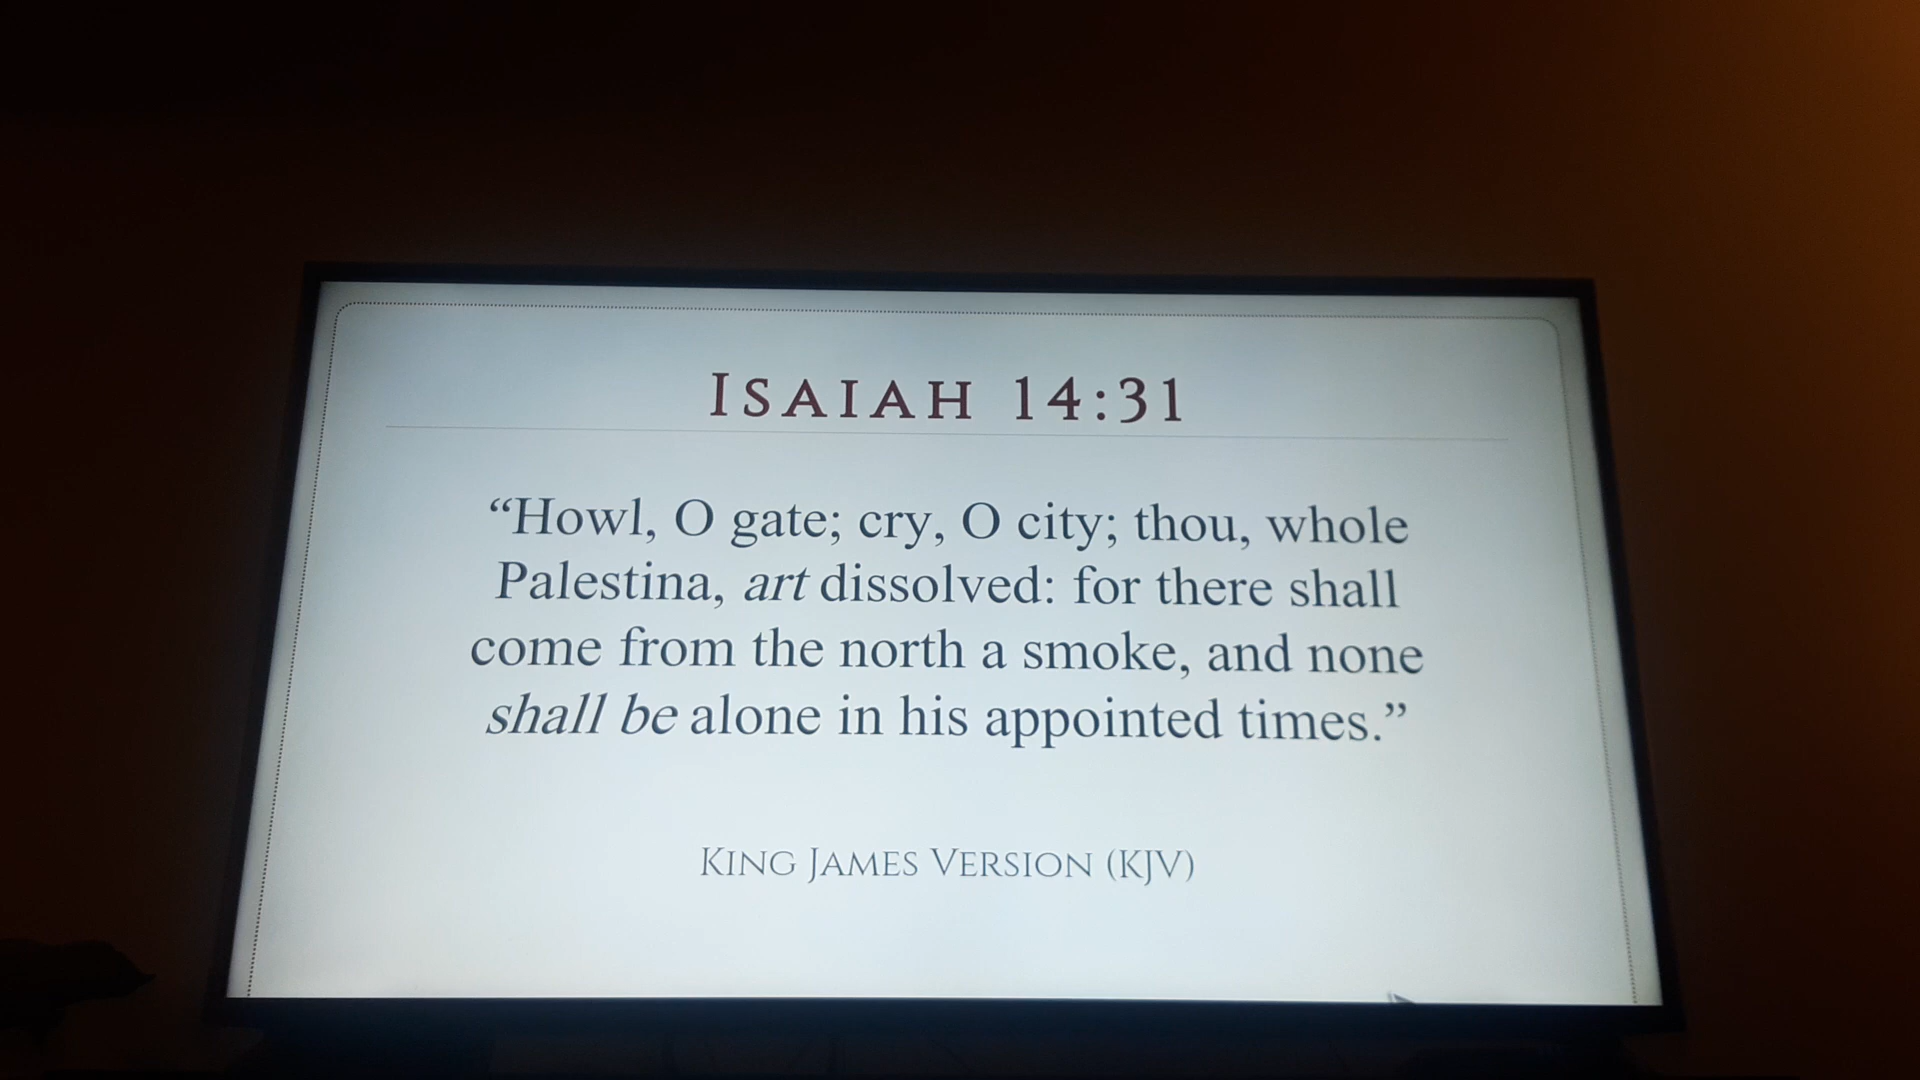 ISAIAH 14:31
“Howl, O gate; cry, O city; thou, whole
Palestina, art dissolved: for there shall
come from the north a smoke, and none
shall be alone in his appointed times.”
KING JAMES VERSION (KJV)